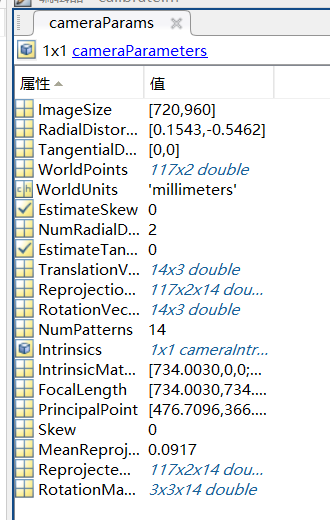 cameraParams
1x1 cameraParameters
属性 值
ImageSize [720,960]
RadialDistor... [0.1543,-0.5462]
TangentialD... [0,0]
WorldPoints 117x2 double
WorldUnits 'millimeters'
EstimateSkew 0
NumRadialD... 2
EstimateTan... 0
TranslationV... 14x3 double
Reprojectio... 117x2x14 dou...
RotationVec... 14x3 double
NumPatterns 14
Intrinsics 1x1 cameraIntr...
IntrinsicMat... [734.0030,0,0;...
FocalLength [734.0030,734....
PrincipalPoint [476.7096,366....
Skew 0
MeanReproj... 0.0917
Reprojecte... 117x2x14 dou...
RotationMa... 3x3x14 double